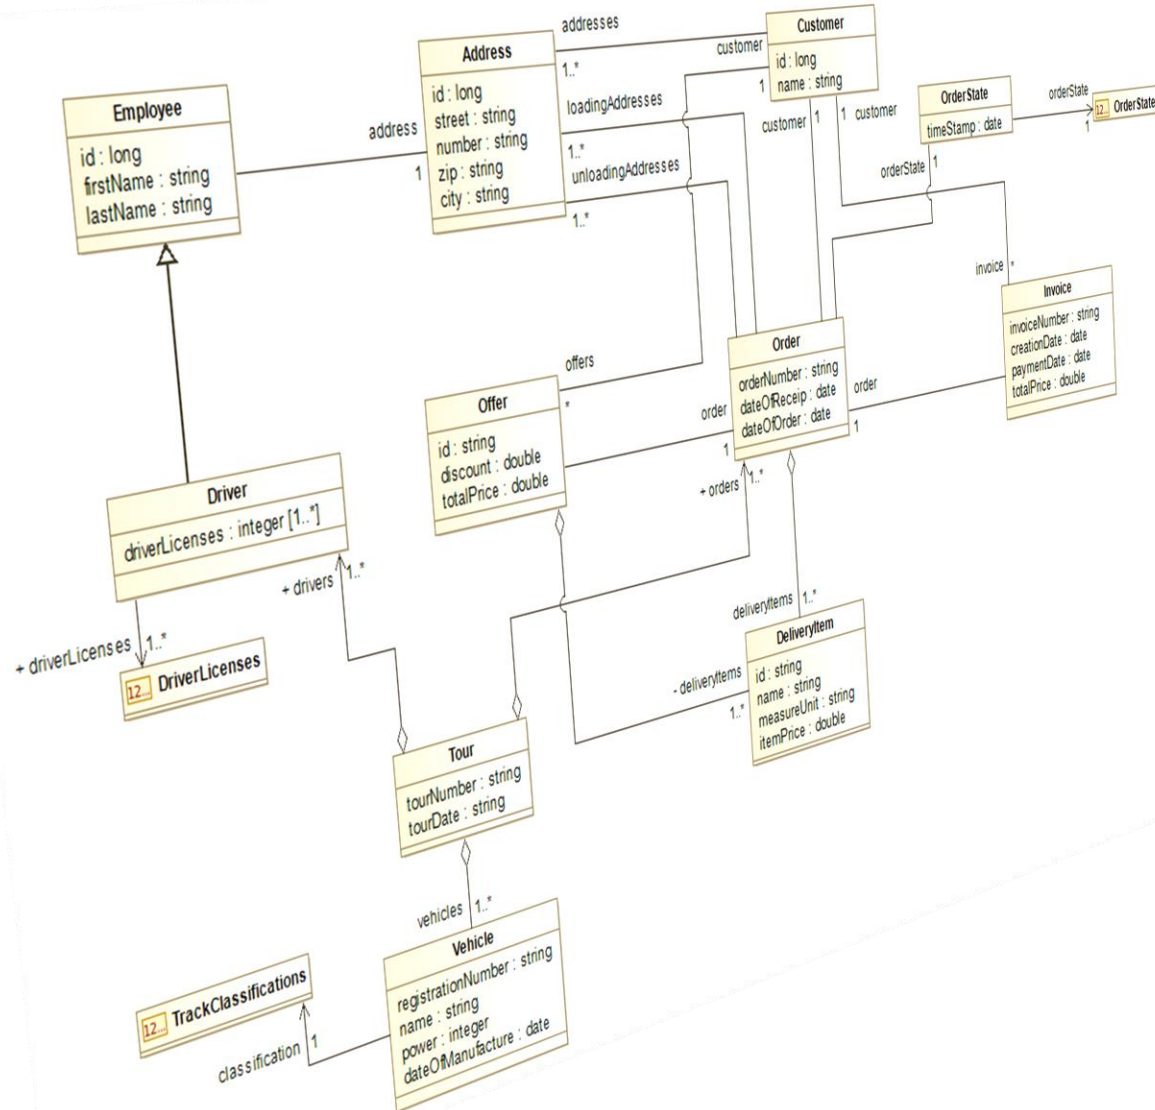 addresses
Customer
customer
id : long
name : string
1..*
1
Address
id : long
street : string
number : string
zip : string
city : string
loadingAddresses
1..*
unloadingAddresses
1..*
customer
1
1
customer
OrderState
timeStamp : date
orderState
1
12...
OrderState
orderState
1
Employee
id : long
firstName : string
lastName : string
address
1
invoice
*
Invoice
invoiceNumber : string
creationDate : date
paymentDate : date
totalPrice : double
Order
orderNumber : string
dateOfReceip : date
dateOfOrder : date
order
1
offers
*
Offer
id : string
discount : double
totalPrice : double
order
1
+ orders
1..*
Driver
driverLicenses : integer [1..*]
+ drivers
1..*
+ driverLicenses
1..*
12...
DriverLicenses
deliveryItems
1..*
DeliveryItem
id : string
name : string
measureUnit : string
itemPrice : double
- deliveryItems
1..*
Tour
tourNumber : string
tourDate : string
vehicles
1..*
Vehicle
registrationNumber : string
name : string
power : integer
dateOfManufacture : date
12...
TrackClassifications
classification
1